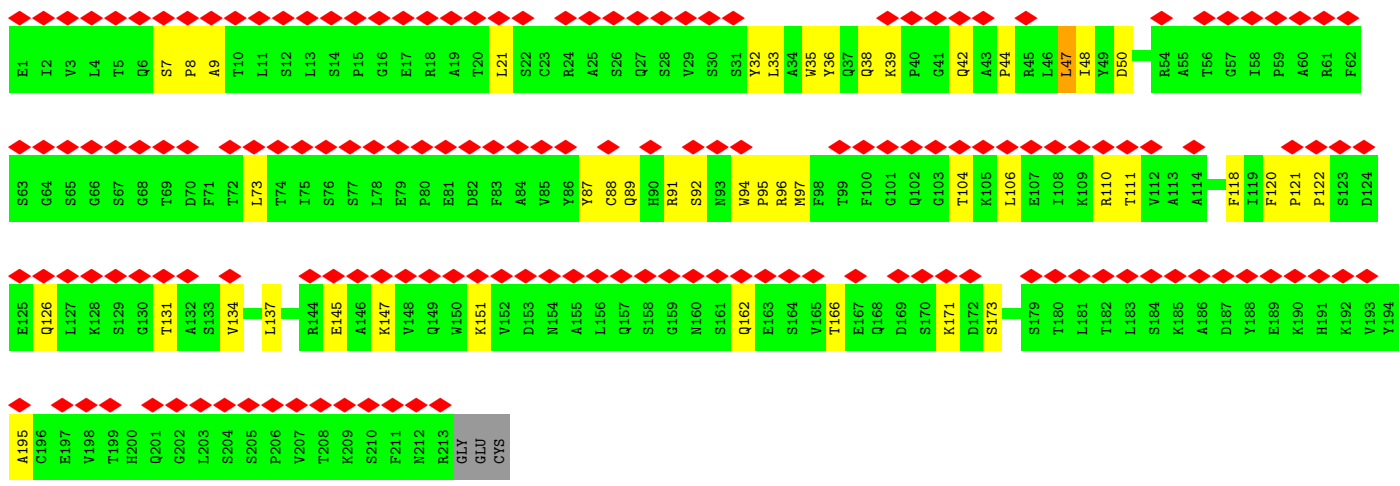 E1 I2 V3 L4 T5 Q6 S7 P8 A9 T10 L11 S12 L13 S14 P15 G16 E17 R18 A19 T20 L21 S22 C23 R24 A25 S26 Q27 S28 V29 S30 S31 Y32 L33 A34 W35 Y36 Q37 Q38 K39 P40 G41 Q42 A43 P44 R45 L46 L47 I48 Y49 D50 R54 A55 T56 G57 I58 P59 A60 R61 F62
S63 G64 S65 G66 S67 G68 T69 D70 F71 T72 L73 T74 I75 S76 S77 L78 E79 P80 E81 D82 F83 A84 V85 Y86 Y87 C88 Q89 H90 R91 S92 N93 W94 P95 R96 M97 F98 T99 F100 G101 Q102 G103 T104 K105 L106 E107 I108 K109 R110 T111 V112 A113 A114 F118 I119 F120 P121 P122 S123 D124
E125 Q126 L127 K128 S129 G130 T131 A132 S133 V134 L137 R144 E145 A146 K147 V148 Q149 W150 K151 V152 D153 N154 A155 L156 Q157 S158 G159 N160 S161 Q162 E163 S164 V165 T166 E167 Q168 D169 S170 K171 D172 S173 S179 T180 L181 T182 L183 S184 K185 A186 D187 Y188 E189 K190 H191 K192 V193 Y194
A195 C196 E197 V198 T199 H200 Q201 G202 L203 S204 S205 P206 V207 T208 K209 S210 F211 N212 R213 GLY GLU CYS